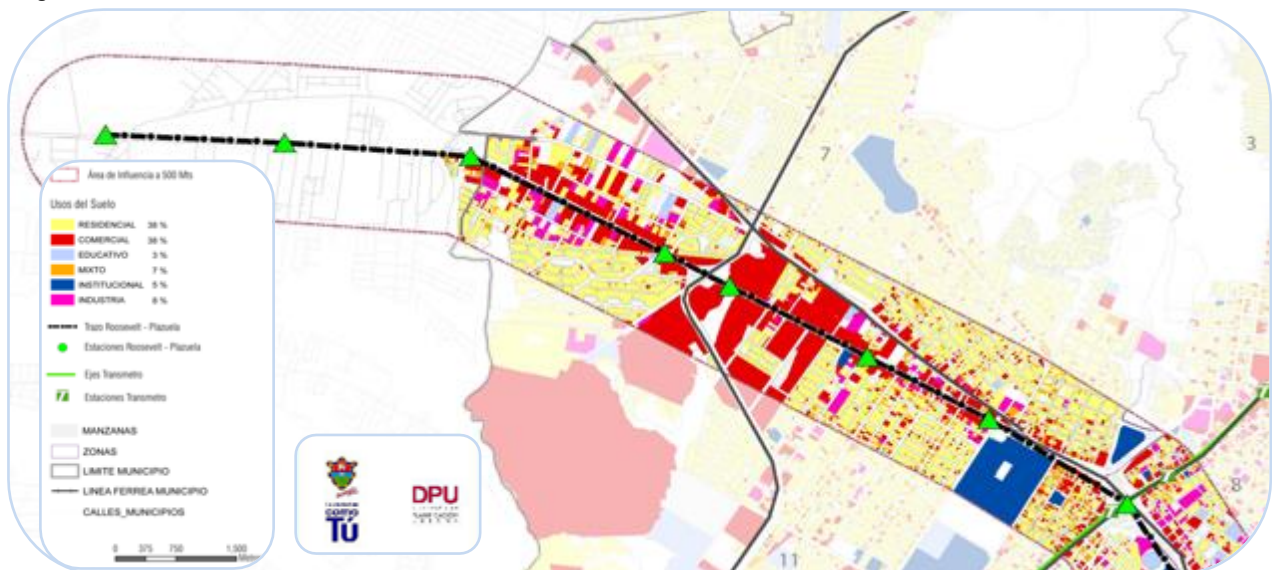 7
3
Área de Influencia a 500 Mts
Usos del Suelo
RESIDENCIAL 38 %
COMERCIAL 38 %
EDUCATIVO 3 %
MIXTO 7 %
INSTITUCIONAL 5 %
INDUSTRIA 8 %
Trazo Roosevelt - Plazuela
Estaciones Roosevelt - Plazuela
Ejes Transmetro
Estaciones Transmetro
MANZANAS
ZONAS
LIMITE MUNICIPIO
LINEA FERREA MUNICIPIO
CALLES_MUNICIPIOS
0 375 750 1,500
como
Tú
DPU
8
11